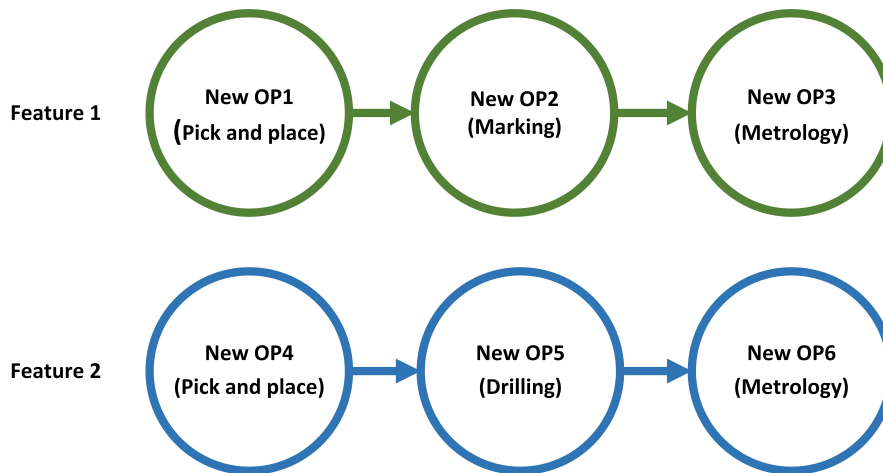 Feature 1
New OP1
(Pick and place)
New OP2
(Marking)
New OP3
(Metrology)
Feature 2
New OP4
(Pick and place)
New OP5
(Drilling)
New OP6
(Metrology)